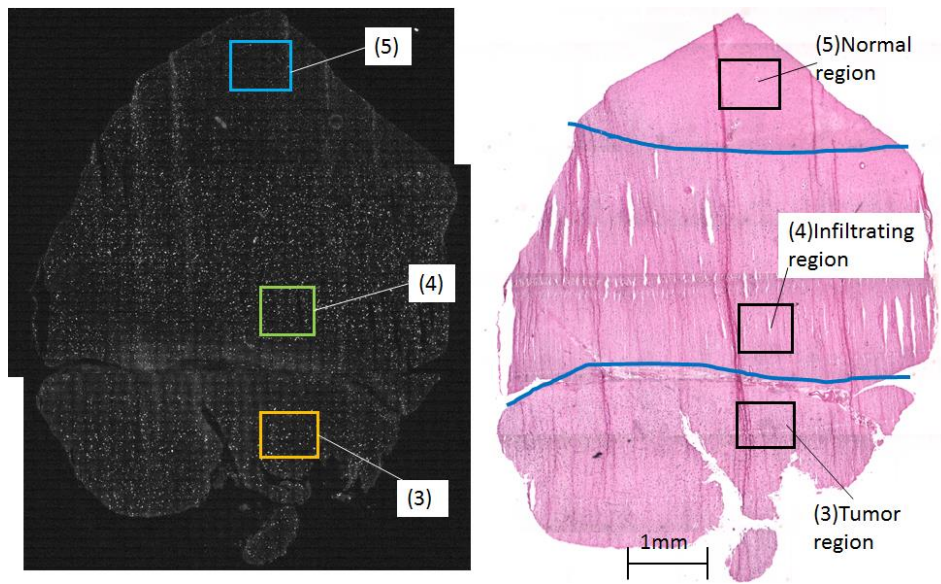 (5)
(4)
(3)
(5)Normal
region
(4)Infiltrating
region
(3)Tumor
region
1mm